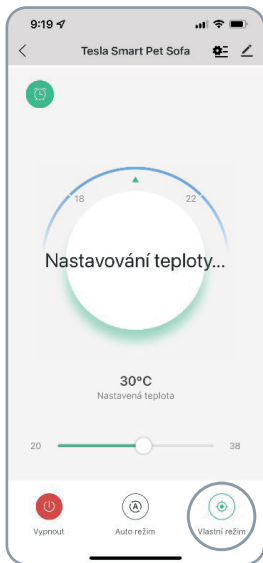 9:19
Tesla Smart Pet Sofa
18 22
Nastavování teploty...
30°C
Nastavená teplota
20 38
Vypnout Auto režim Vlastní režim